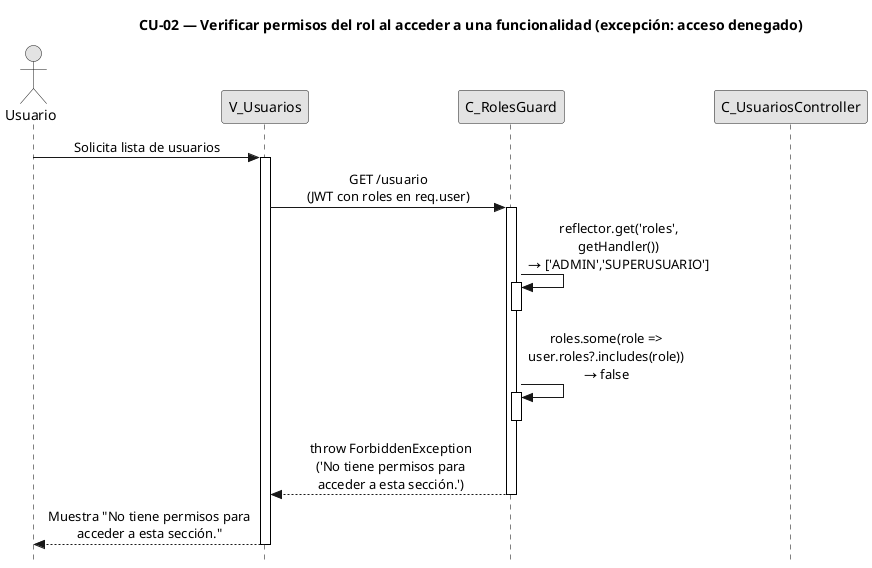 CU-02 — Verificar permisos del rol al acceder a una funcionalidad (excepción: acceso denegado)
Usuario
V_Usuarios
C_RolesGuard
C_UsuariosController
Solicita lista de usuarios
GET /usuario
(JWT con roles en req.user)
reflector.get('roles',
getHandler())
→ ['ADMIN','SUPERUSUARIO']
roles.some(role =>
user.roles?.includes(role))
→ false
throw ForbiddenException
('No tiene permisos para
acceder a esta sección.')
Muestra "No tiene permisos para
acceder a esta sección."